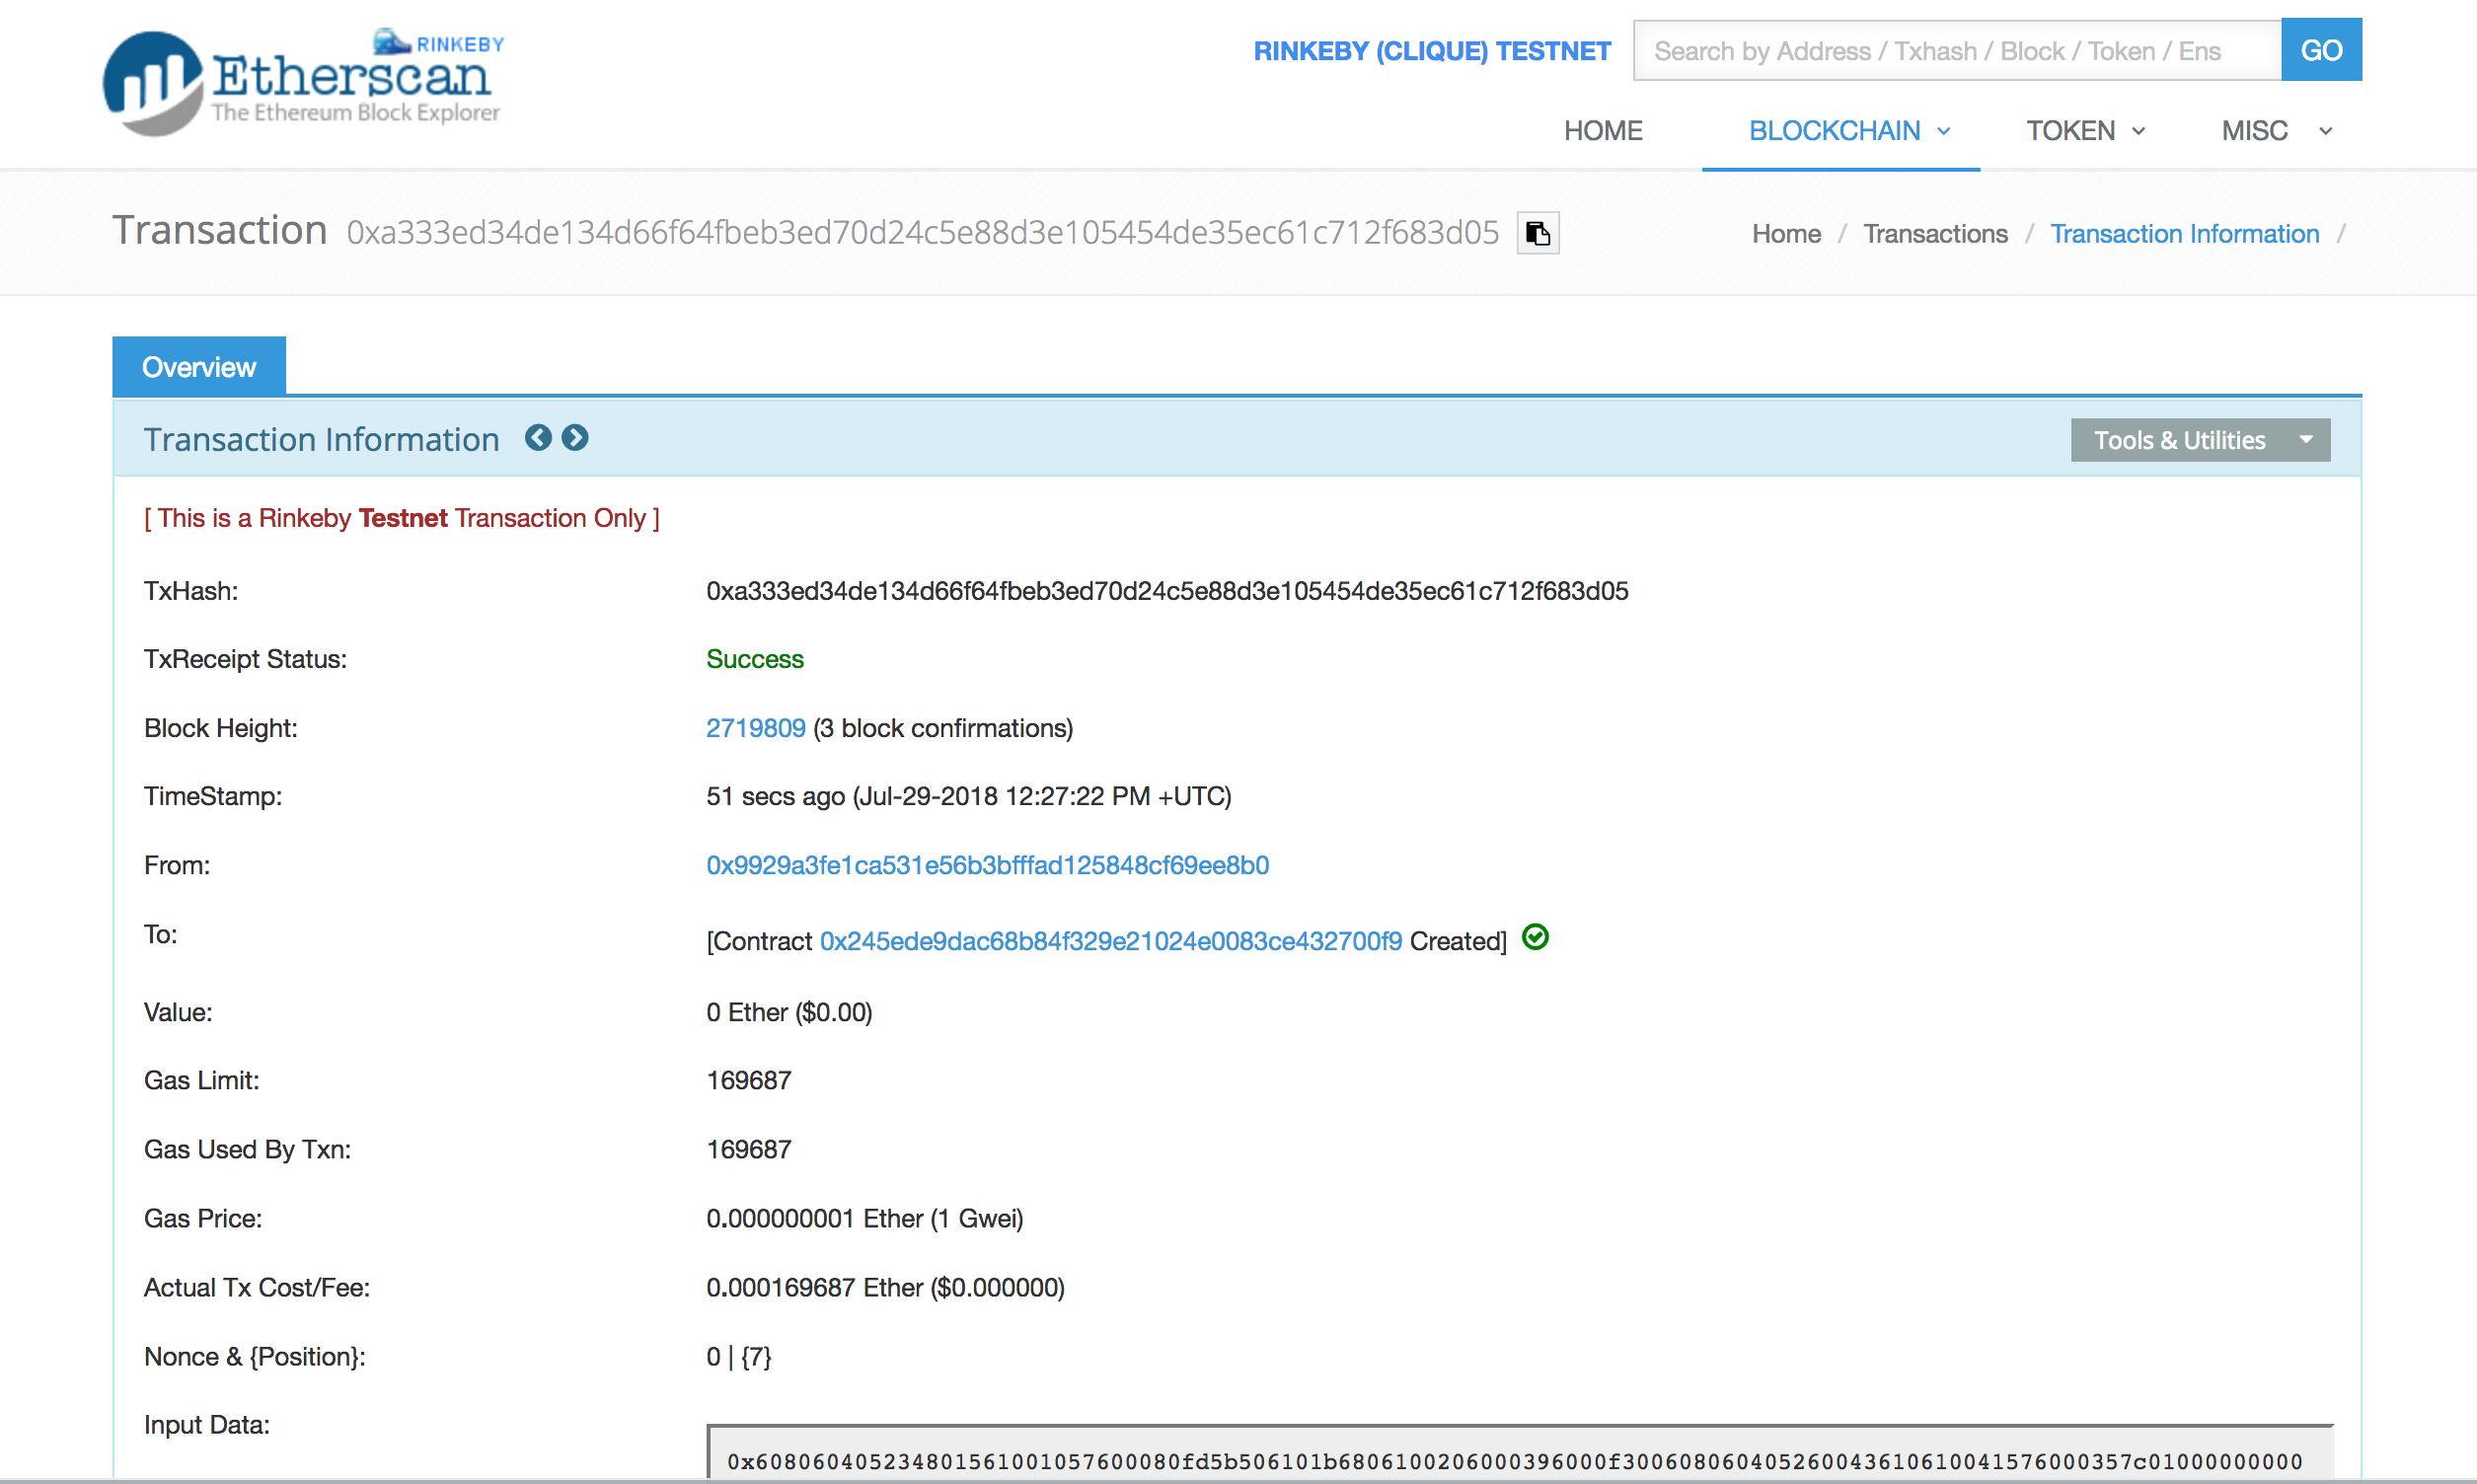 RINKEBY
Etherscan
The Ethereum Block Explorer
RINKEBY (CLIQUE) TESTNET
Search by Address / Txhash / Block / Token / Ens
GO
HOME
BLOCKCHAIN
TOKEN
MISC
Transaction 0xa333ed34de134d66f64fbeb3ed70d24c5e88d3e105454de35ec61c712f683d05
Home / Transactions / Transaction Information /
Overview
Transaction Information
Tools & Utilities
[ This is a Rinkeby Testnet Transaction Only ]
TxHash: 0xa333ed34de134d66f64fbeb3ed70d24c5e88d3e105454de35ec61c712f683d05
TxReceipt Status: Success
Block Height: 2719809 (3 block confirmations)
TimeStamp: 51 secs ago (Jul-29-2018 12:27:22 PM +UTC)
From: 0x9929a3fe1ca531e56b3bfffad125848cf69ee8b0
To: [Contract 0x245ede9dac68b84f329e21024e0083ce432700f9 Created]
Value: 0 Ether ($0.00)
Gas Limit: 169687
Gas Used By Txn: 169687
Gas Price: 0.000000001 Ether (1 Gwei)
Actual Tx Cost/Fee: 0.000169687 Ether ($0.000000)
Nonce & {Position}: 0 | {7}
Input Data:
0x608060405234801561001057600080fd5b506101b6806100206000396000f300608060405260043610610041576000357c01000000000